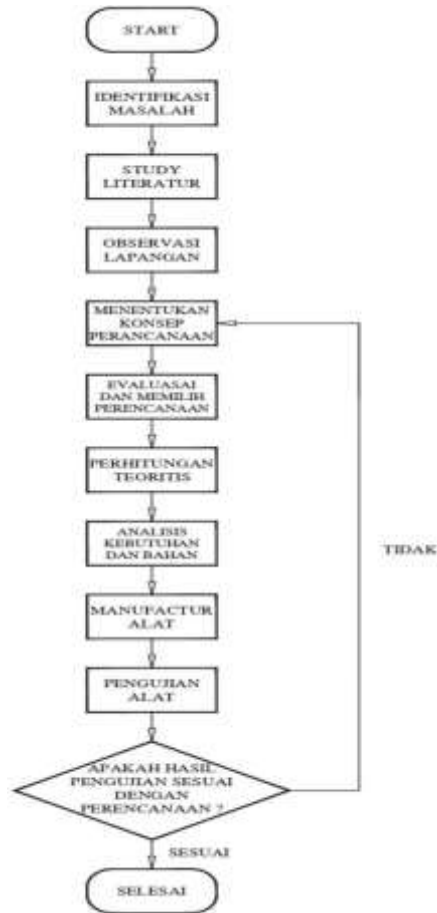 START
IDENTIFIKASI
MASALAH
STUDY
LITERATUR
OBSERVASI
LAPANGAN
MENENTUKAN
KONSEP
PERANCANAAN
EVALUASAI
DAN MEMILIH
PERENCANAAN
PERHITUNGAN
TEORITIS
ANALISIS
KEBUTUHAN
DAN BAHAN
TIDAK
MANUFACTUR
ALAT
PENGUJIAN
ALAT
APAKAH HASIL
PENGUJIAN SESUAI
DENGAN
PERENCANAAN ?
SESUAI
SELESAI